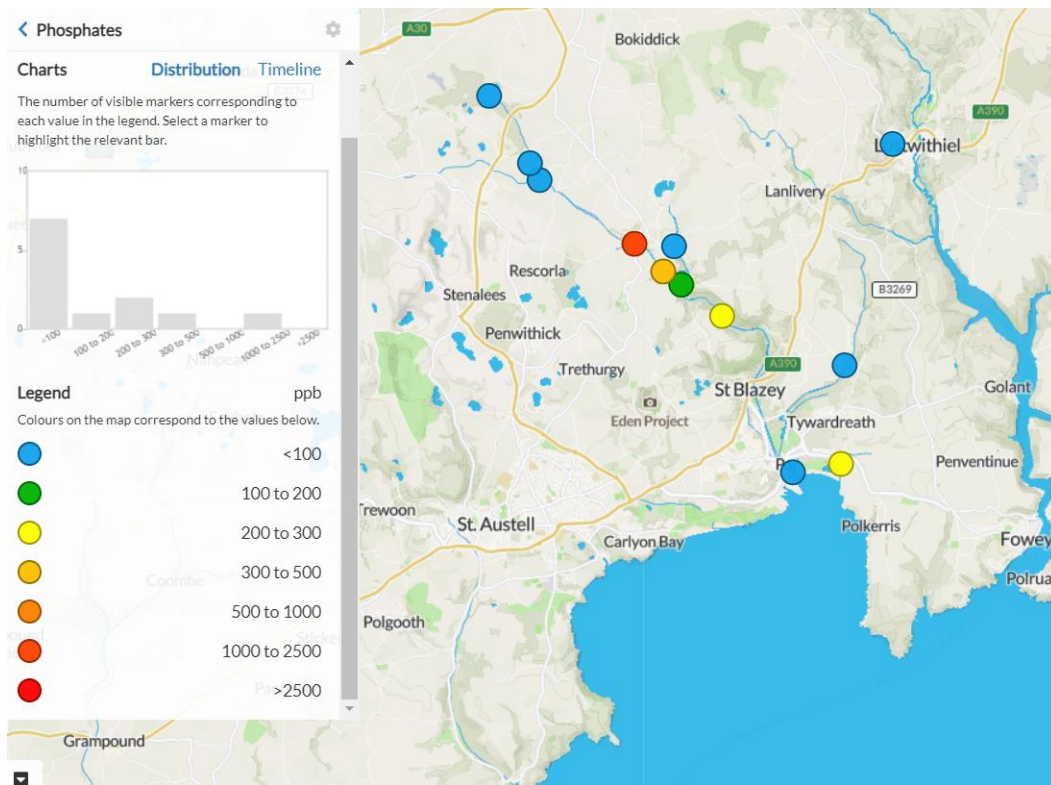 Phosphates
Charts Distribution Timeline
The number of visible markers corresponding to
each value in the legend. Select a marker to
highlight the relevant bar.
10
5
0
<100
100 to 200
200 to 300
300 to 500
500 to 1000
1000 to 2500
>2500
Legend ppb
Colours on the map correspond to the values below.
<100
100 to 200
200 to 300
300 to 500
500 to 1000
1000 to 2500
>2500
A30
Bokiddick
B3274
A390
Lanlivery
Rescorla
Stenalees
B3269
Penwithick
Nanpean
Trethurgy
A390
St Blazey
Golant
Eden Project
Tywardreath
Penventinue
Trewoon
St. Austell
Polkerris
Carlyon Bay
Fowey
Coombe
Polgooth
Grampound